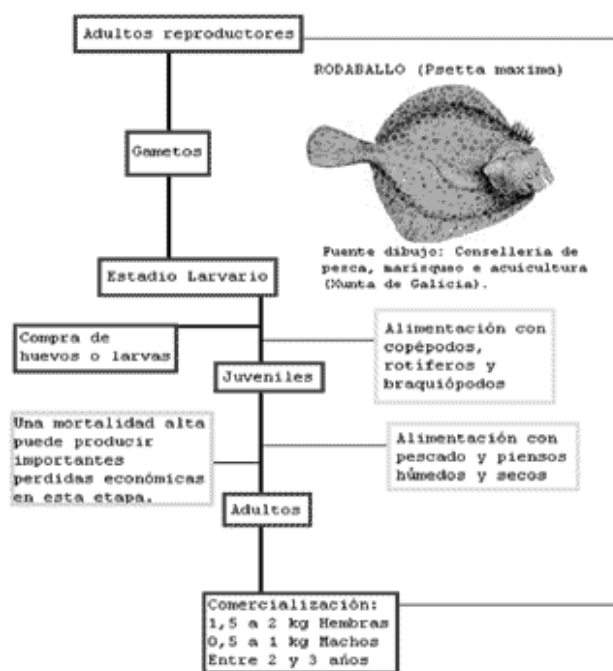 Adultos reproductores
RODABALLO (Psetta maxima)
Gametos
Fuente dibujo: Conselleria de
pesca, marisqueo e acuicultura
(Xunta de Galicia).
Estadio Larvario
Compra de
huevos o larvas
Alimentación con
copépodos,
rotíferos y
braquiópodos
Juveniles
Una mortalidad alta
puede producir
importantes
perdidas económicas
en esta etapa.
Alimentación con
pescado y piensos
húmedos y secos
Adultos
Comercialización:
1,5 a 2 kg Hembras
0,5 a 1 kg Machos
Entre 2 y 3 años